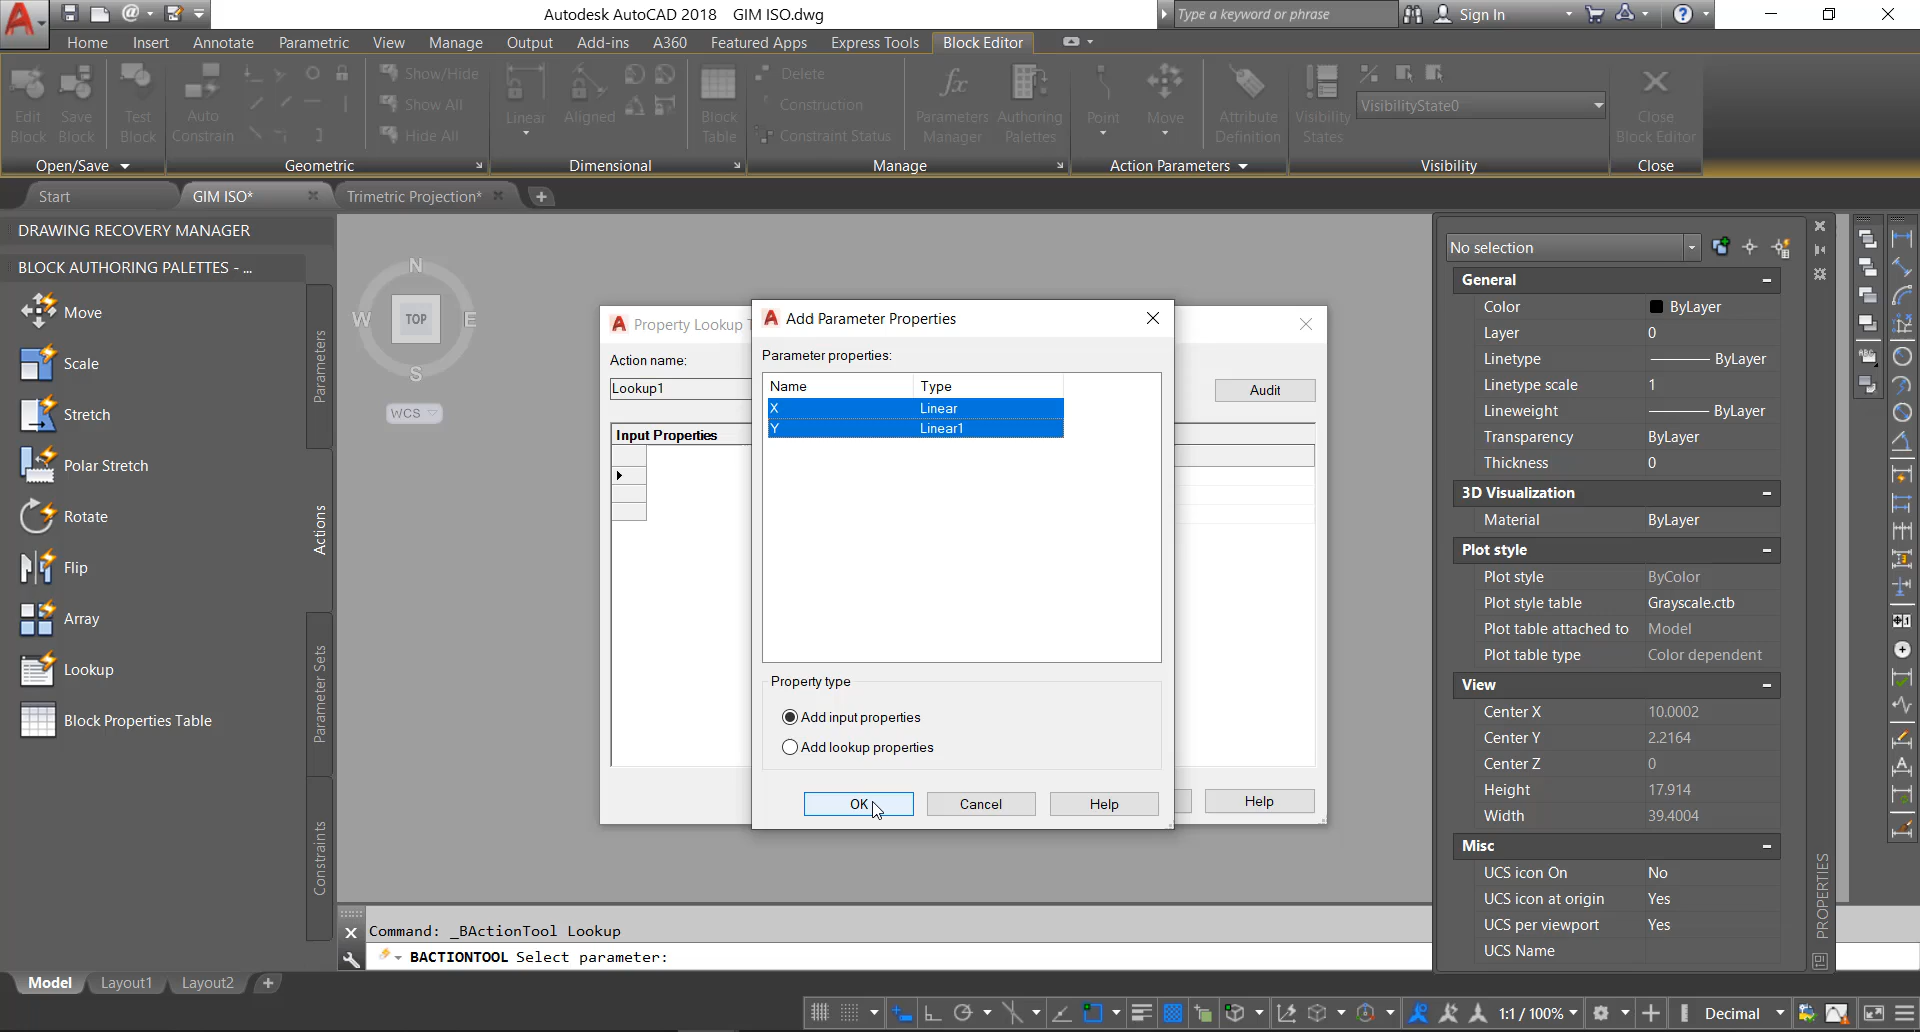 Autodesk AutoCAD 2018 GIM ISO.dwg
Type a keyword or phrase
Sign In
Home Insert Annotate Parametric View Manage Output Add-ins A360 Featured Apps Express Tools Block Editor
Edit Block
Save Block
Test Block
Auto Constrain
Show/Hide
Show All
Hide All
Linear
Aligned
Block Table
Delete
Construction
Constraint Status
Parameters Manager
Authoring Palettes
Point
Move
Attribute Definition
Visibility States
VisibilityState0
Close Block Editor
Open/Save Geometric Dimensional Manage Action Parameters Visibility Close
Start GIM ISO* Trimetric Projection*
DRAWING RECOVERY MANAGER
BLOCK AUTHORING PALETTES - ...
Move
Scale
Stretch
Polar Stretch
Rotate
Flip
Array
Lookup
Block Properties Table
Parameters
Actions
Parameter Sets
Constraints
N
W TOP E
S
WCS
Property Lookup T
Action name:
Lookup1
Audit
Input Properties
Help
Add Parameter Properties
Parameter properties:
Name Type
X Linear
Y Linear1
Property type
Add input properties
Add lookup properties
OK Cancel Help
No selection
General
Color ByLayer
Layer 0
Linetype ByLayer
Linetype scale 1
Lineweight ByLayer
Transparency ByLayer
Thickness 0
3D Visualization
Material ByLayer
Plot style
Plot style ByColor
Plot style table Grayscale.ctb
Plot table attached to Model
Plot table type Color dependent
View
Center X 10.0002
Center Y 2.2164
Center Z 0
Height 17.914
Width 39.4004
Misc
UCS icon On No
UCS icon at origin Yes
UCS per viewport Yes
UCS Name
PROPERTIES
Command: _BActionTool Lookup
BACTIONTOOL Select parameter:
Model Layout1 Layout2
1:1 / 100% Decimal